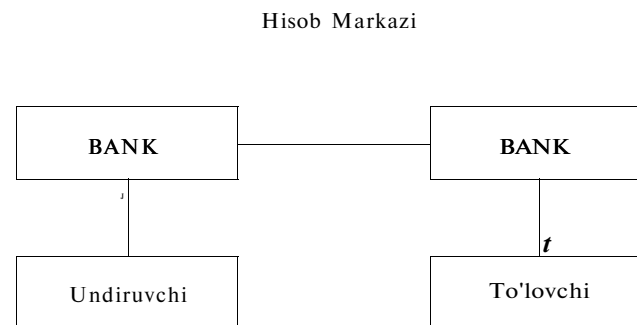 Hisob Markazi
BANK
BANK
t
Undiruvchi
To'lovchi